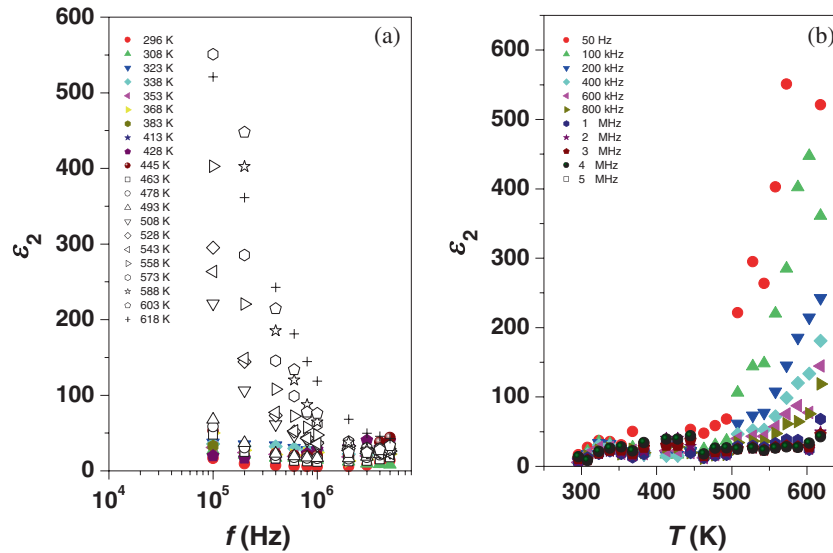 (a)
600
500
400
300
200
100
0
ε2
296 K
308 K
323 K
338 K
353 K
368 K
383 K
413 K
428 K
445 K
463 K
478 K
493 K
508 K
528 K
543 K
558 K
573 K
588 K
603 K
618 K
10^4
10^5
10^6
f (Hz)
(b)
600
500
400
300
200
100
0
ε2
50 Hz
100 kHz
200 kHz
400 kHz
600 kHz
800 kHz
1 MHz
2 MHz
3 MHz
4 MHz
5 MHz
300
400
500
600
T (K)